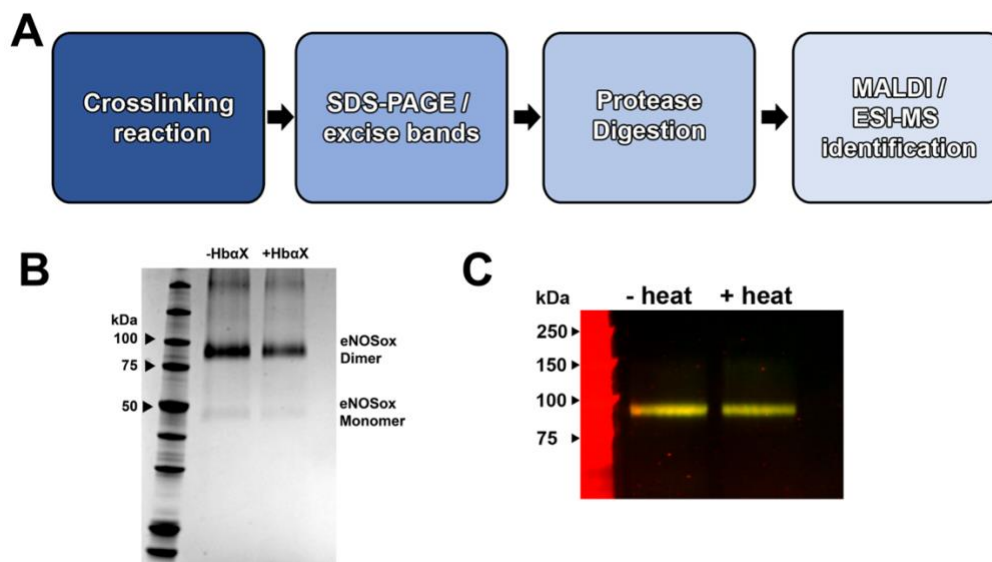 A
Crosslinking
reaction
SDS-PAGE /
excise bands
Protease
Digestion
MALDI /
ESI-MS
identification
B
-HbαX +HbαX
kDa
100
75
50
eNOSox
Dimer
eNOSox
Monomer
C
kDa
- heat + heat
250
150
100
75